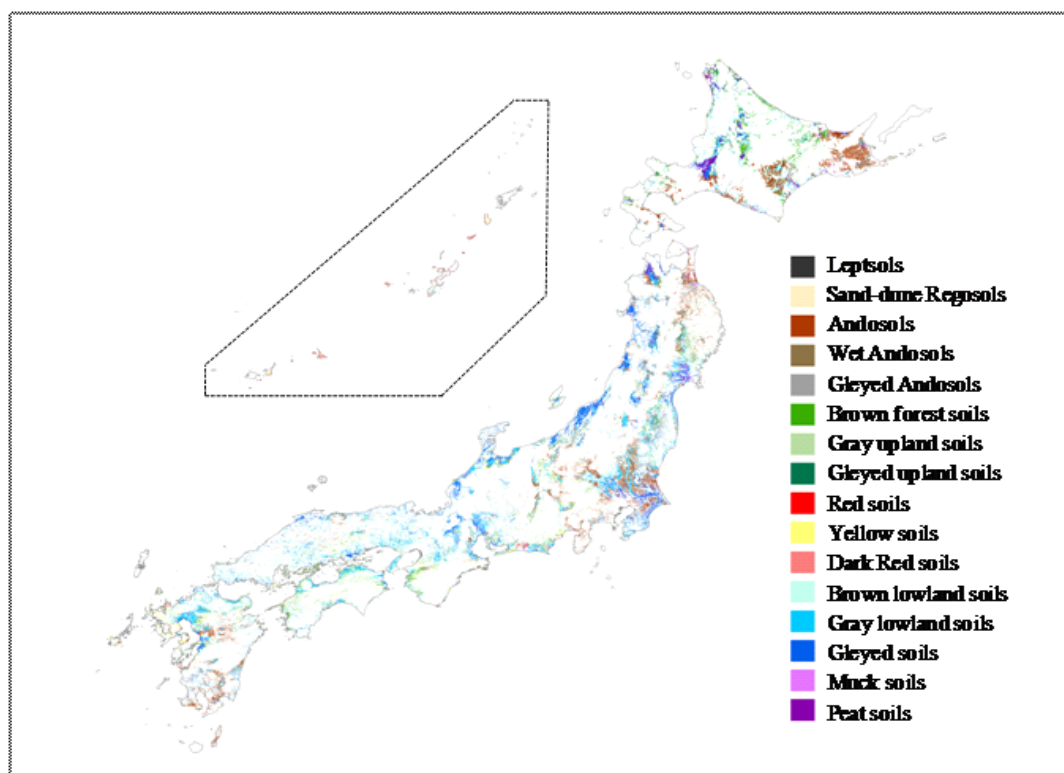 Leptsols
Sand-dune Regosols
Andosols
Wet Andosols
Gleyed Andosols
Brown forest soils
Gray upland soils
Gleyed upland soils
Red soils
Yellow soils
Dark Red soils
Brown lowland soils
Gray lowland soils
Gleyed soils
Muck soils
Peat soils